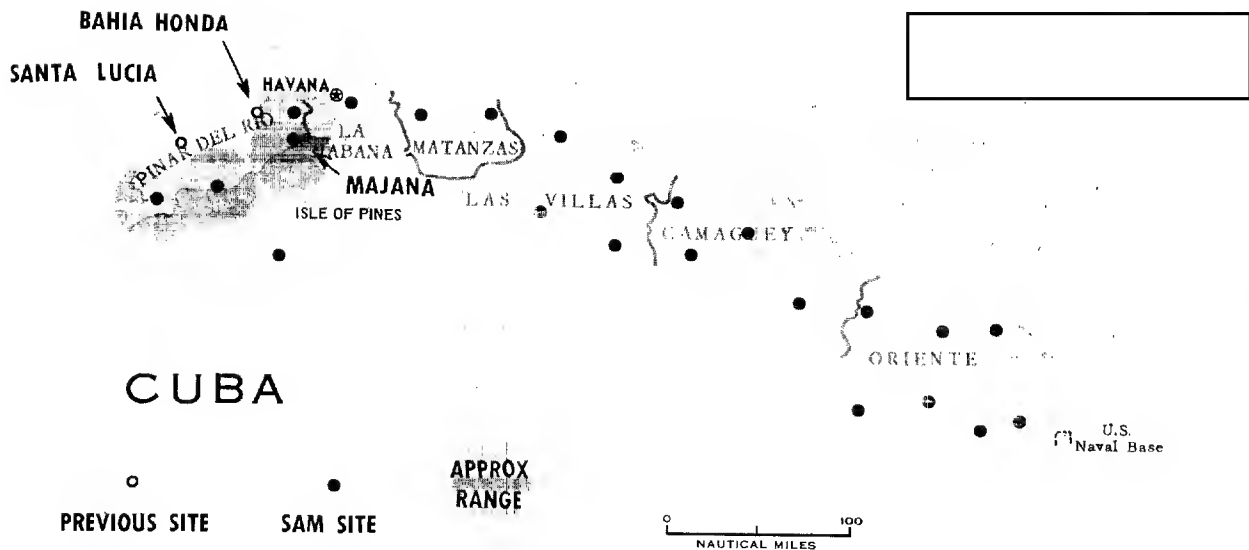 BAHIA HONDA
SANTA LUCIA
HAVANA
PINAR DEL RIO
LA
HABANA
MATANZAS
MAJANA
ISLE OF PINES
LAS VILLAS
CAMAGUEY
ORIENTE
CUBA
U.S.
Naval Base
PREVIOUS SITE
SAM SITE
APPROX
RANGE
0 100
NAUTICAL MILES